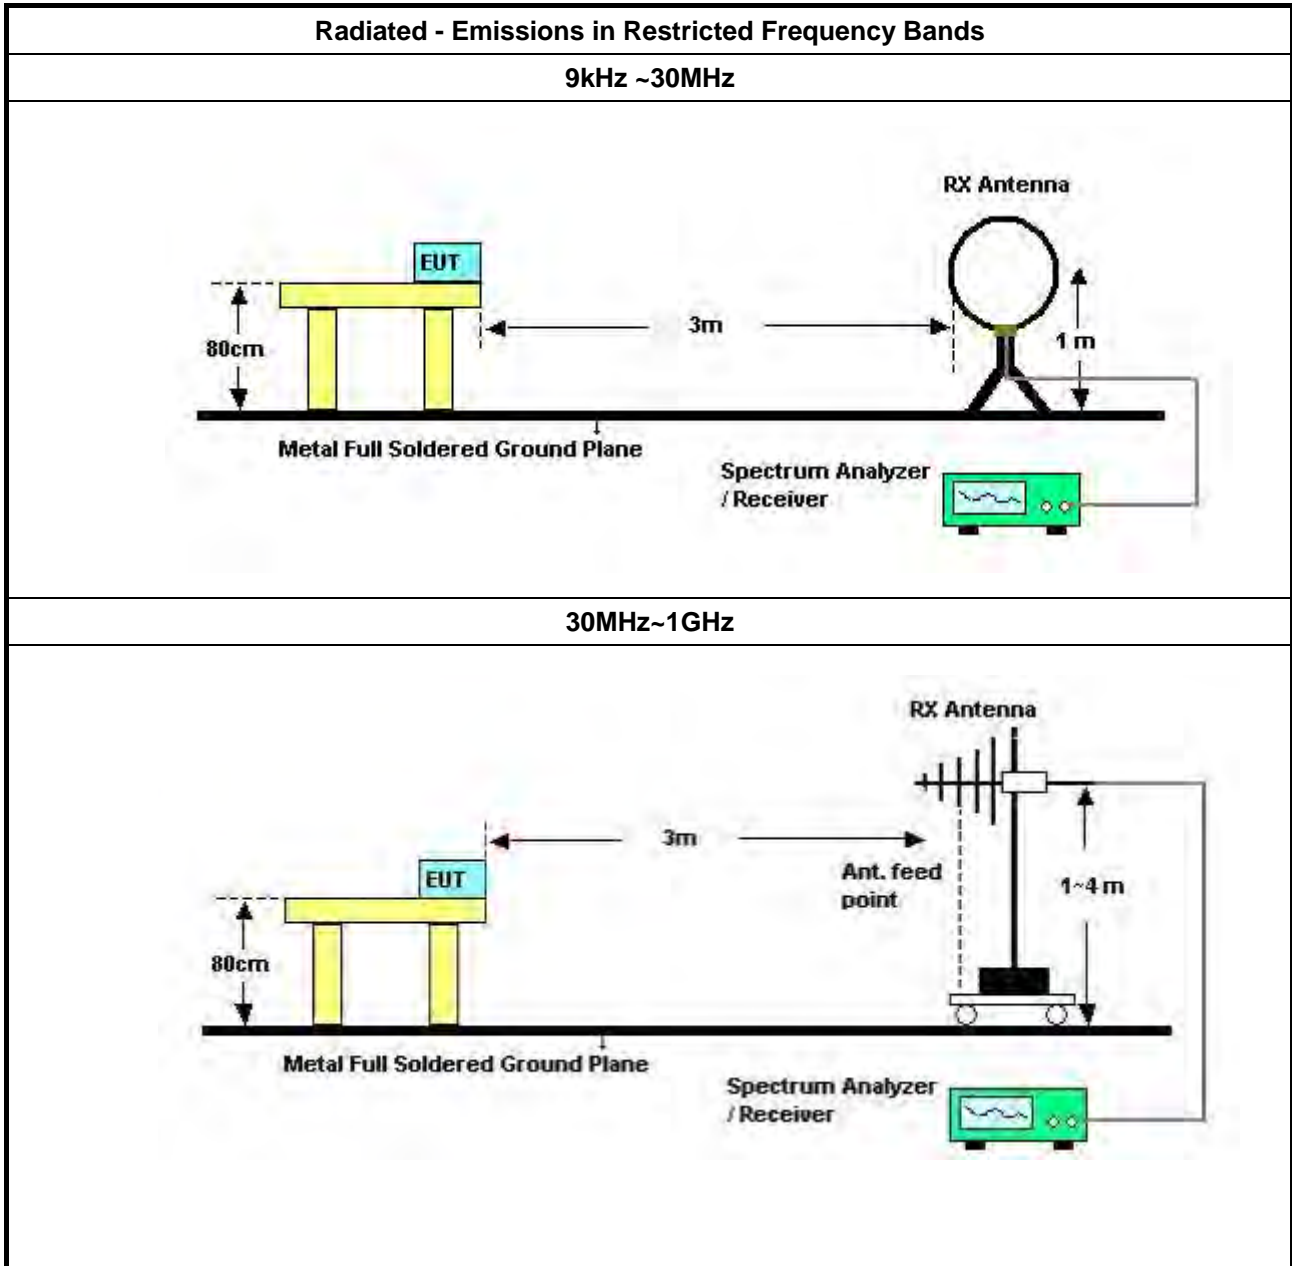 Radiated - Emissions in Restricted Frequency Bands
9kHz ~30MHz
RX Antenna
EUT
3m
80cm
1 m
Metal Full Soldered Ground Plane
Spectrum Analyzer
/ Receiver
30MHz~1GHz
RX Antenna
3m
Ant. feed
point
EUT
1~4 m
80cm
Metal Full Soldered Ground Plane
Spectrum Analyzer
/ Receiver